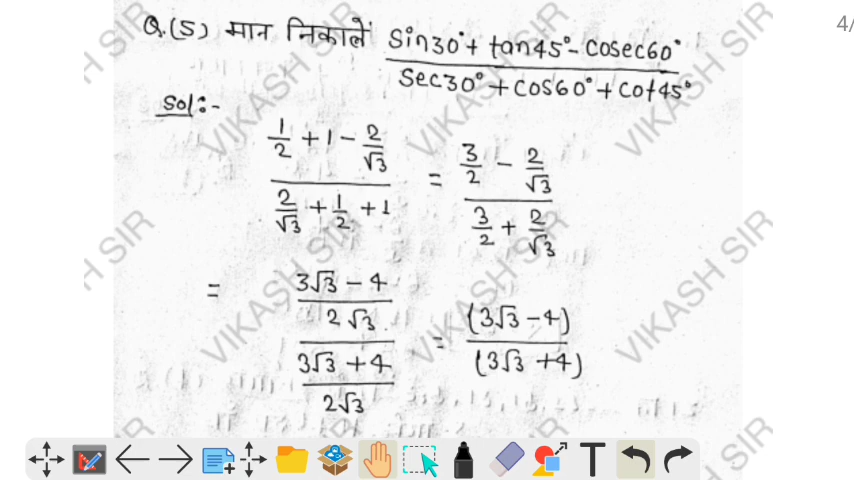 4/
Q.(5) मान निकालें (sin30° + tan45° - cosec60°) / (sec30° + cos60° + cot45°)
Sol:-
(1/2 + 1 - 2/√3) / (2/√3 + 1/2 + 1) = (3/2 - 2/√3) / (3/2 + 2/√3)
= ((3√3 - 4) / 2√3) / ((3√3 + 4) / 2√3) = (3√3 - 4) / (3√3 + 4)
VIKASH SIR
T